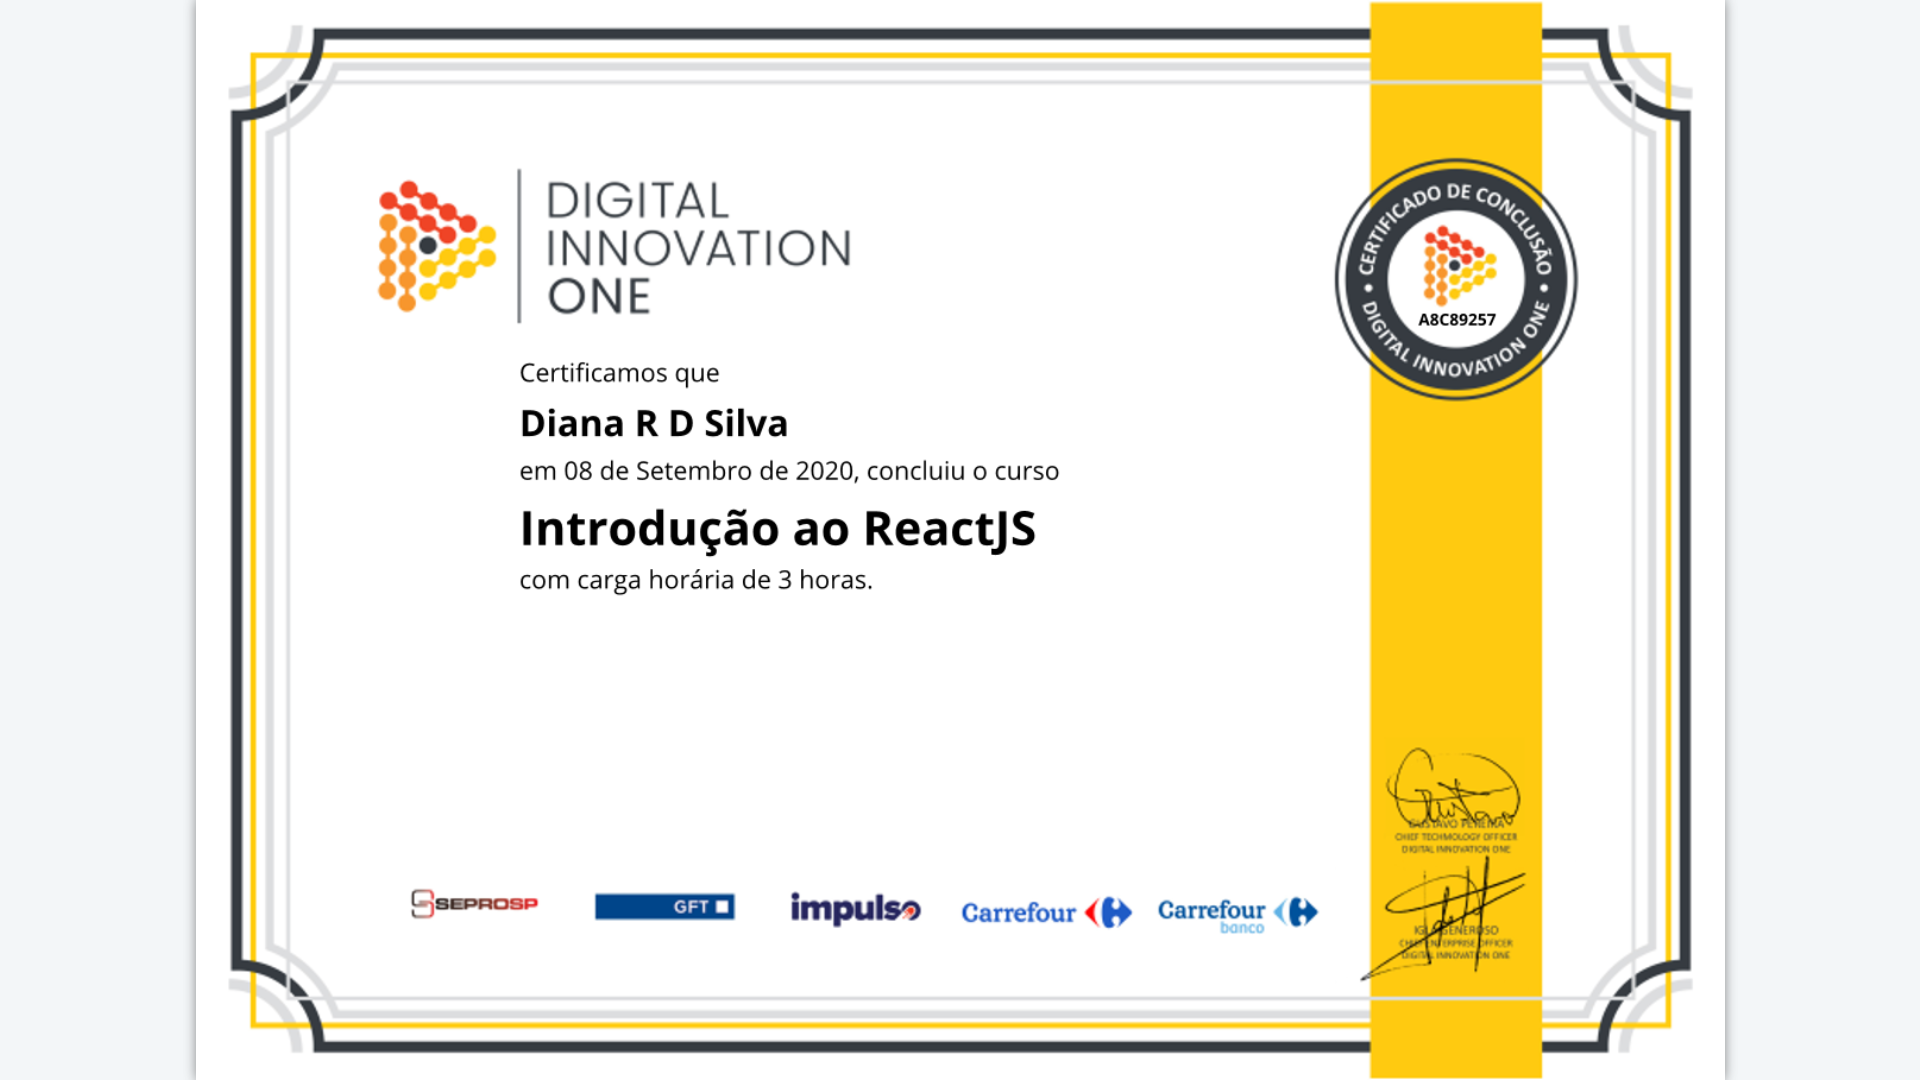 DIGITAL
INNOVATION
ONE
CERTIFICADO DE CONCLUSÃO
A8C89257
DIGITAL INNOVATION ONE
Certificamos que
Diana R D Silva
em 08 de Setembro de 2020, concluiu o curso
Introdução ao ReactJS
com carga horária de 3 horas.
GUSTAVO PEREIRA
CHIEF TECHNOLOGY OFFICER
DIGITAL INNOVATION ONE
GENEROSO
CHIEF ENTERPRISE OFFICER
DIGITAL INNOVATION ONE
SEPROSP
GFT
impulso
Carrefour
Carrefour
banco